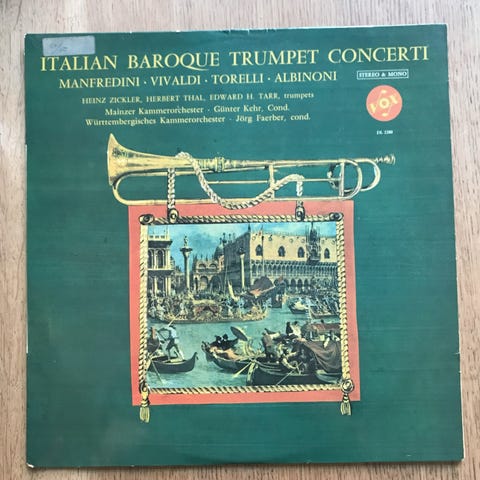 ITALIAN BAROQUE TRUMPET CONCERTI
MANFREDINI · VIVALDI · TORELLI · ALBINONI
STEREO & MONO
HEINZ ZICKLER, HERBERT THAL, EDWARD H. TARR, trumpets
Mainzer Kammerorchester · Günter Kehr, Cond.
Württembergisches Kammerorchester · Jörg Faerber, cond.
VOX